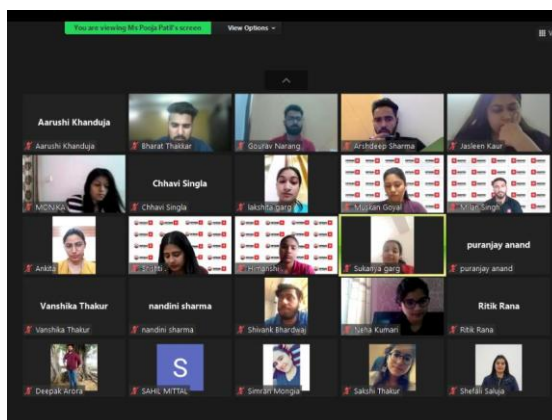 You are viewing Ms Pooja Patil's screen
View Options
Aarushi Khanduja
Aarushi Khanduja
Bharat Thakkar
Gourav Narang
Arshdeep Sharma
Jasleen Kaur
MONIKA
Chhavi Singla
Chhavi Singla
lakshita garg
Muskan Goyal
Milan Singh
Ankita
Shisti
Himanshi
Sukanya garg
puranjay anand
puranjay anand
Vanshika Thakur
Vanshika Thakur
nandini sharma
nandini sharma
Shivank Bhardwaj
Nisha Kumari
Ritik Rana
Ritik Rana
Deepak Arora
S
SAHIL MITTAL
Simran Mongia
Sakshi Thakur
Shefali Saluja